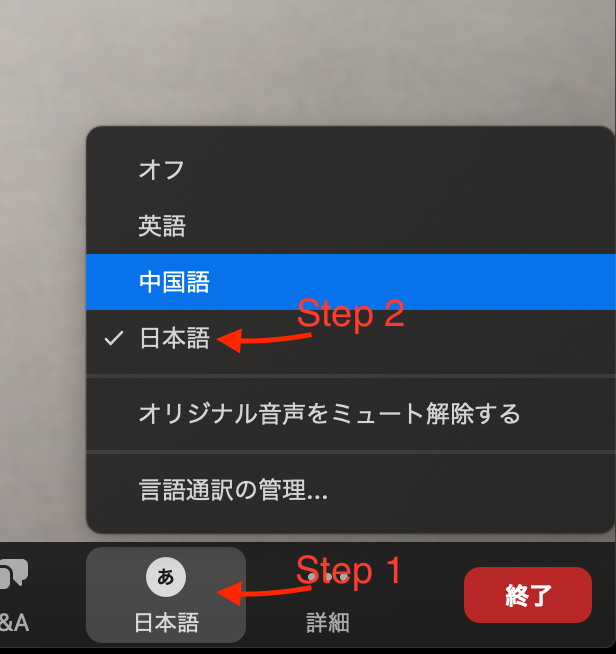 オフ
英語
中国語
Step 2
✓ 日本語
オリジナル音声をミュート解除する
言語通訳の管理...
Step 1
あ
&A
日本語
詳細
終了